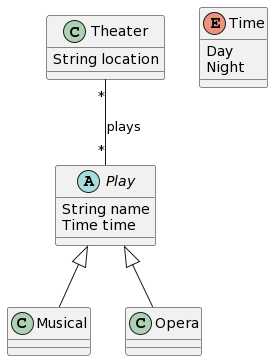 C Theater
String location
E Time
Day
Night
*
plays
*
A Play
String name
Time time
C Musical
C Opera